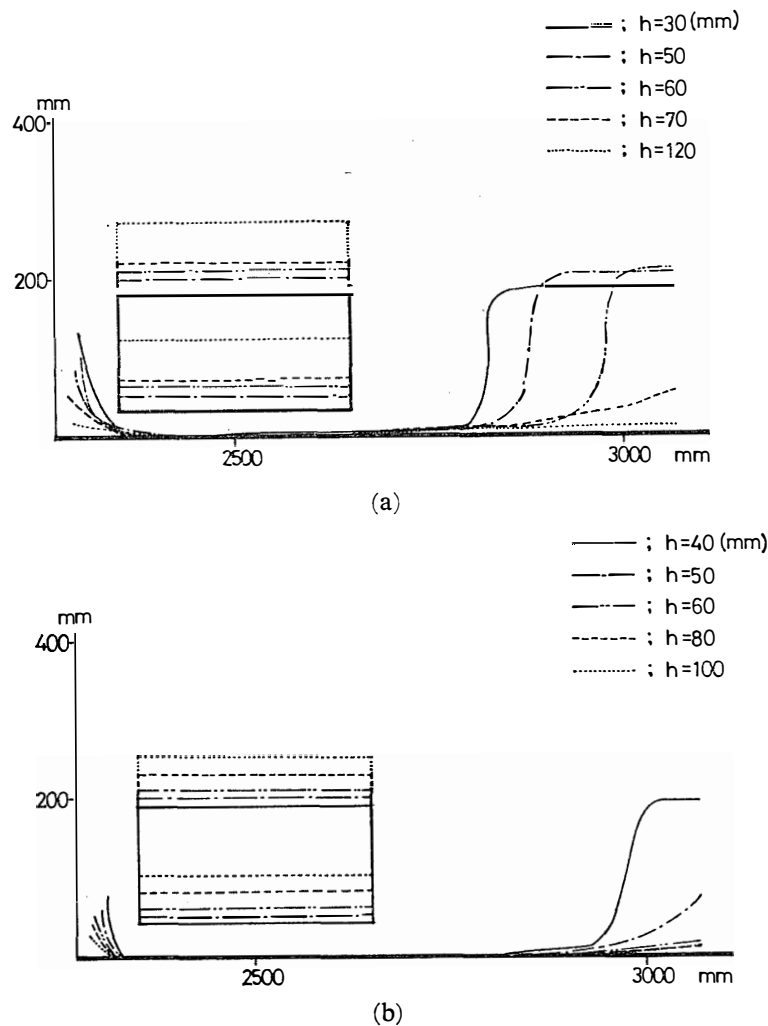 ; h=30(mm)
; h=50
; h=60
; h=70
; h=120
mm
400
200
2500
3000 mm
(a)
; h=40 (mm)
; h=50
; h=60
; h=80
; h=100
mm
400
200
2500
3000 mm
(b)